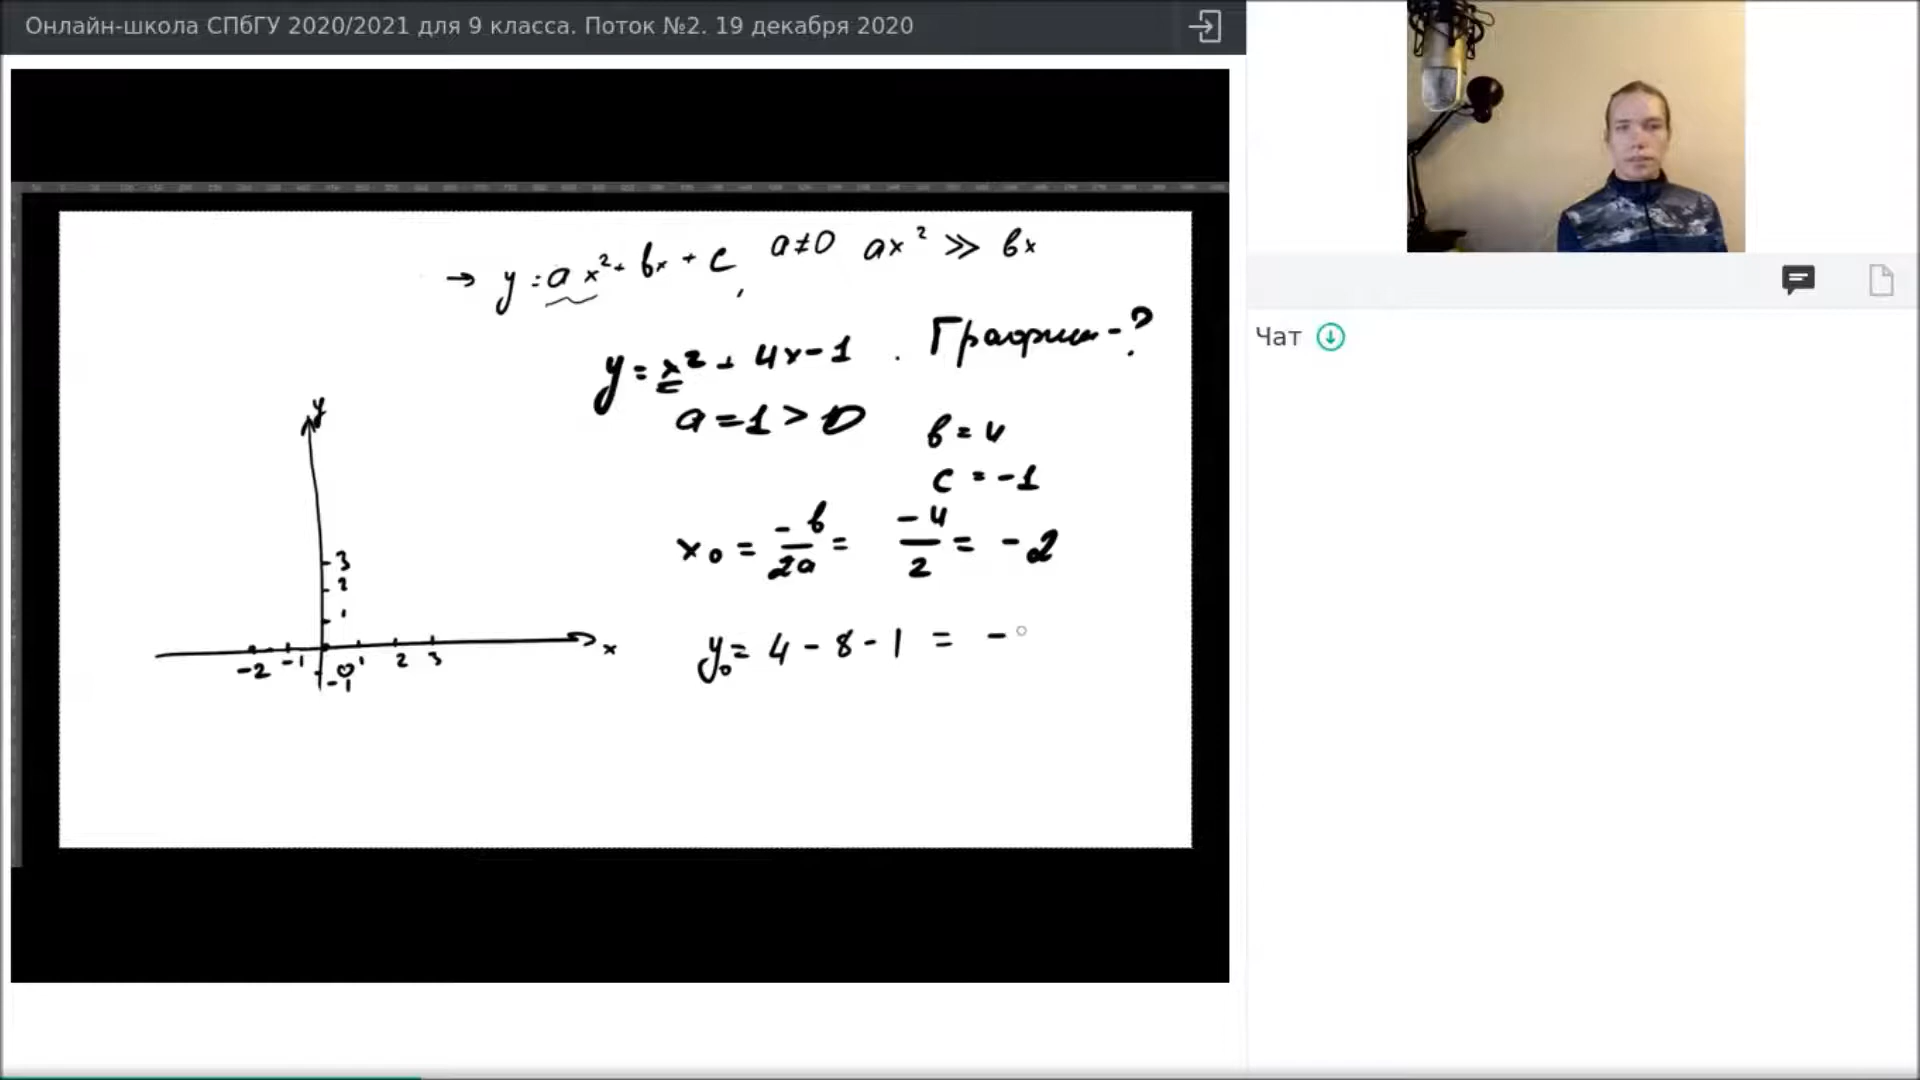 Онлайн-школа СПбГУ 2020/2021 для 9 класса. Поток №2. 19 декабря 2020
→ y = ax² + bx + c, a≠0 ax² >> bx
y = x² + 4x - 1. График-?
a = 1 > 0
b = 4
c = -1
x₀ = -b/2a = -4/2 = -2
y₀ = 4 - 8 - 1 = -
y
3
2
1
-2 -1 0 1 2 3 x
-1
Чат